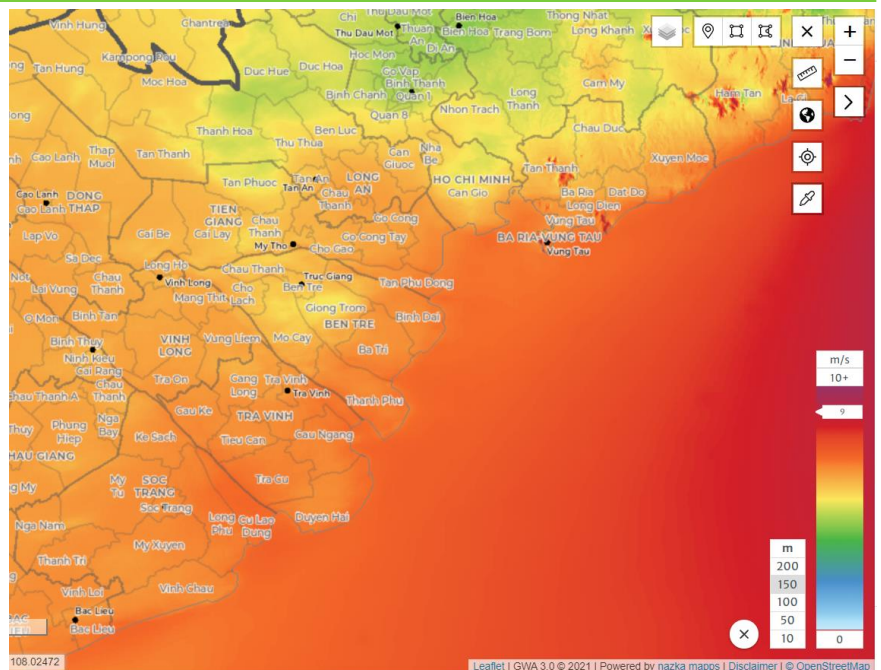 Vinh Hung
Ghantrea
Chi
Thu Dau Mot
Thu Dau Mot
Thuan An
Bien Hoa
Bien Hoa
Trang Bom
Thong Nhat
Long Khanh
Di An
Kampong Rou
Tan Hung
Moc Hoa
Duc Hue
Duc Hoa
Hoc Mon
Go Vap
Binh Thanh
Binh Chanh
Quan 1
Quan 8
Nhon Trach
Long Thanh
Cam My
Ham Tan
Chau Duc
Xuyen Moc
Thanh Hoa
Ben Luc
Thu Thua
Can Giuoc
Nha Be
Cao Lanh
Thap Muoi
Tan Thanh
Tan Phuoc
Tan An
Tan An
LONG AN
Chau Thanh
HO CHI MINH
Can Gio
Tan Thanh
Ba Ria
Dat Do
Long Dien
Vung Tau
BA RIA-VUNG TAU
Vung Tau
Cao Lanh
Cao Lanh
DONG THAP
TIEN GIANG
Cai Be
Cai Lay
Chau Thanh
Go Cong
Go Cong Tay
My Tho
Cho Gao
Lap Vo
Sa Dec
Chau Thanh
Lai Vung
Long Ho
Vinh Long
Mang Thit
Chau Thanh
Cho Lach
Truc Giang
Ben Tre
Tan Phu Dong
Giong Trom
BEN TRE
Binh Dai
O Mon
Binh Tan
Binh Thuy
Ninh Kieu
Cai Rang
Chau Thanh
VINH LONG
Vung Liem
Mo Cay
Ba Tri
Tra On
Cang Long
Tra Vinh
Tra Vinh
Thanh Phu
Cau Ke
TRA VINH
Chau Thanh A
Phung Hiep
Nga Bay
HAU GIANG
Ke Sach
Tieu Can
Cau Ngang
My Tu
SOC TRANG
Soc Trang
Tra Cu
Long Phu
Cu Lao Dung
Duyen Hai
Nga Nam
My Xuyen
Thanh Tri
Vinh Loi
Vinh Chau
Bac Lieu
Bac Lieu
+
−
m/s
10+
9
0
m
200
150
100
50
10
108.02472
Leaflet | GWA 3.0 © 2021 | Powered by nazka mapps | Disclaimer | © OpenStreetMap